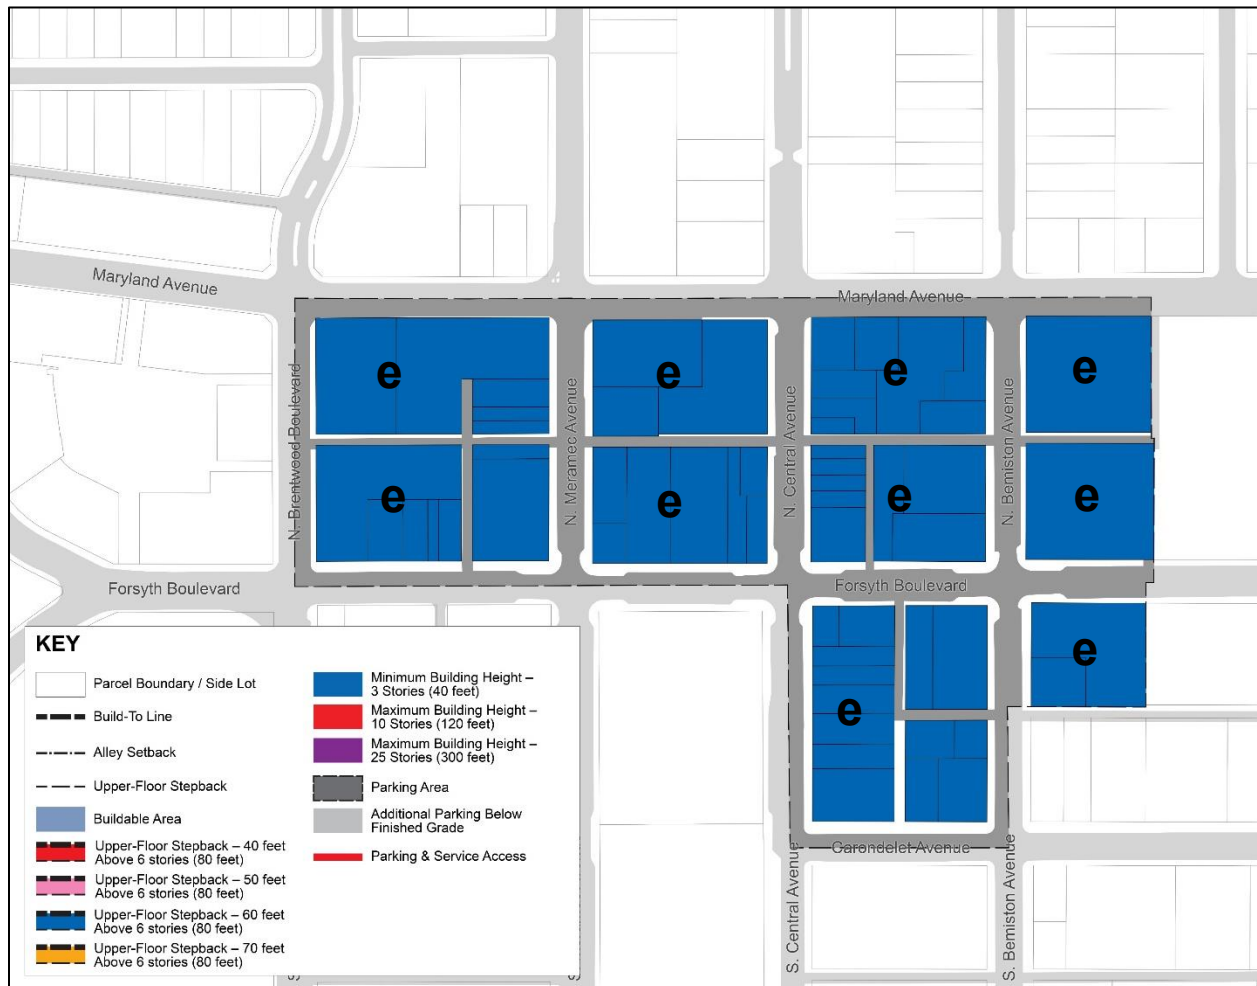 Maryland Avenue
Maryland Avenue
e
e
e
e
N. Brentwood Boulevard
N. Meramec Avenue
N. Central Avenue
N. Bemiston Avenue
e
e
e
e
Forsyth Boulevard
Forsyth Boulevard
e
e
Carondelet Avenue
S. Central Avenue
S. Bemiston Avenue
KEY
Parcel Boundary / Side Lot
Build-To Line
Alley Setback
Upper-Floor Stepback
Buildable Area
Upper-Floor Stepback – 40 feet
Above 6 stories (80 feet)
Upper-Floor Stepback – 50 feet
Above 6 stories (80 feet)
Upper-Floor Stepback – 60 feet
Above 6 stories (80 feet)
Upper-Floor Stepback – 70 feet
Above 6 stories (80 feet)
Minimum Building Height –
3 Stories (40 feet)
Maximum Building Height –
10 Stories (120 feet)
Maximum Building Height –
25 Stories (300 feet)
Parking Area
Additional Parking Below
Finished Grade
Parking & Service Access